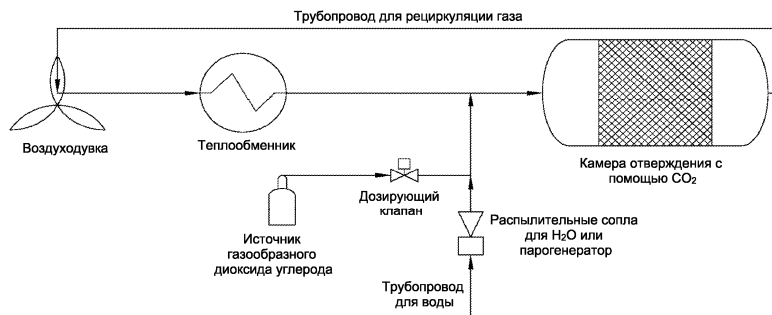 Трубопровод для рециркуляции газа
Воздуходувка
Теплообменник
Камера отверждения с
помощью CO2
Дозирующий
клапан
Источник
газообразного
диоксида углерода
Распылительные сопла
для H2O или
парогенератор
Трубопровод
для воды